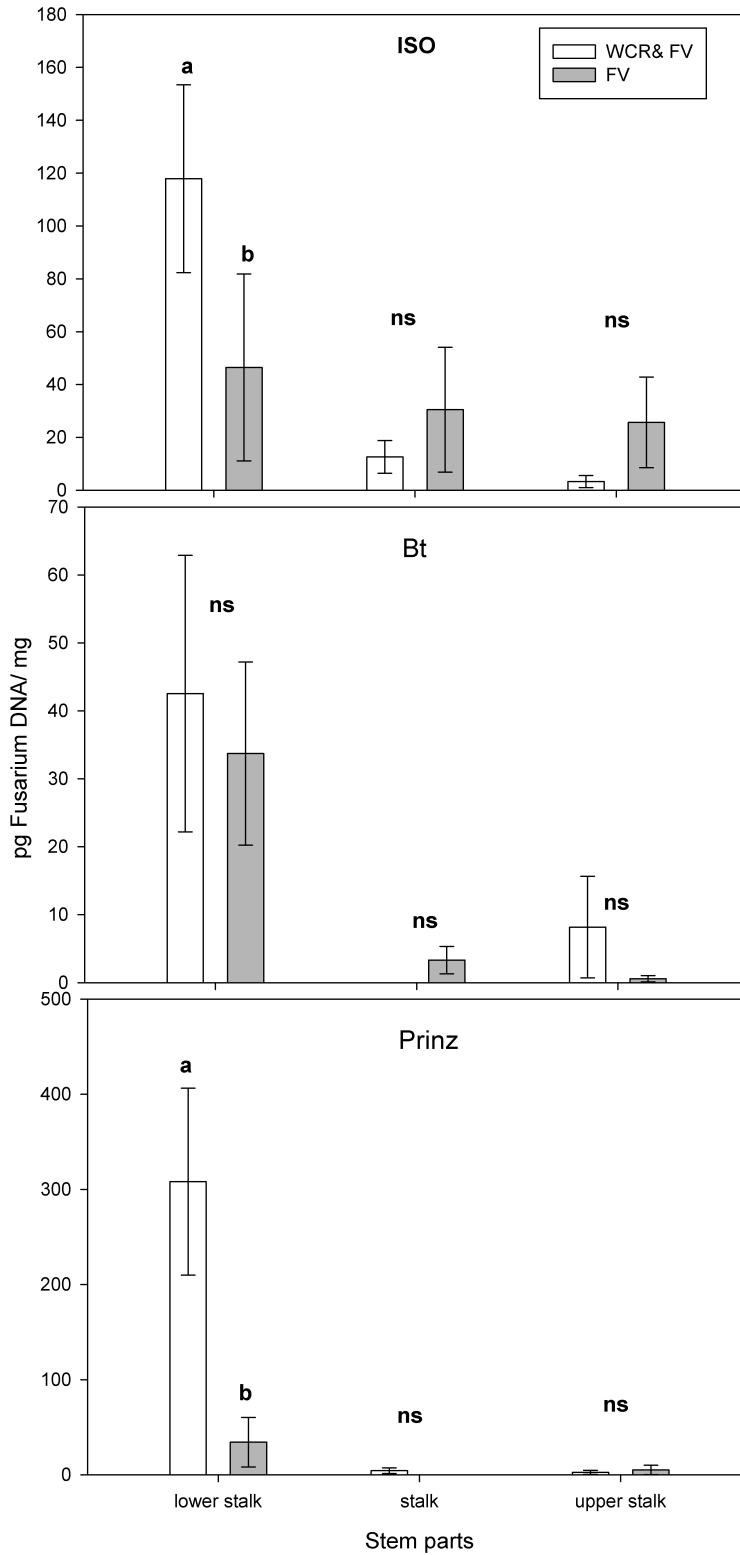 180
160
140
120
100
80
60
40
20
0
ISO
WCR& FV
FV
a
b
ns
ns
70
60
50
40
30
20
10
0
Bt
ns
ns
ns
pg Fusarium DNA/ mg
500
400
300
200
100
0
Prinz
a
b
ns
ns
lower stalk stalk upper stalk
Stem parts